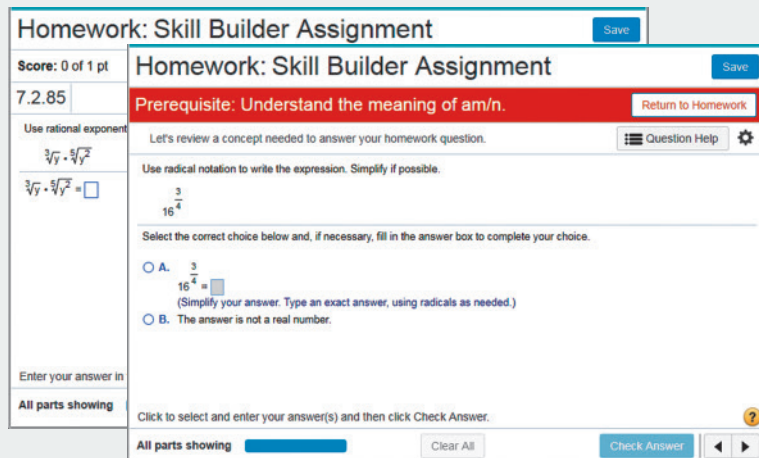 Homework: Skill Builder Assignment
Save
Score: 0 of 1 pt
7.2.85
Use rational exponent
∛y · ⁵√y²
∛y · ⁵√y² =
Enter your answer in
All parts showing
Homework: Skill Builder Assignment
Save
Prerequisite: Understand the meaning of am/n.
Return to Homework
Let's review a concept needed to answer your homework question.
Question Help
Use radical notation to write the expression. Simplify if possible.
16^(3/4)
Select the correct choice below and, if necessary, fill in the answer box to complete your choice.
A. 16^(3/4) =
(Simplify your answer. Type an exact answer, using radicals as needed.)
B. The answer is not a real number.
Click to select and enter your answer(s) and then click Check Answer.
?
All parts showing
Clear All
Check Answer